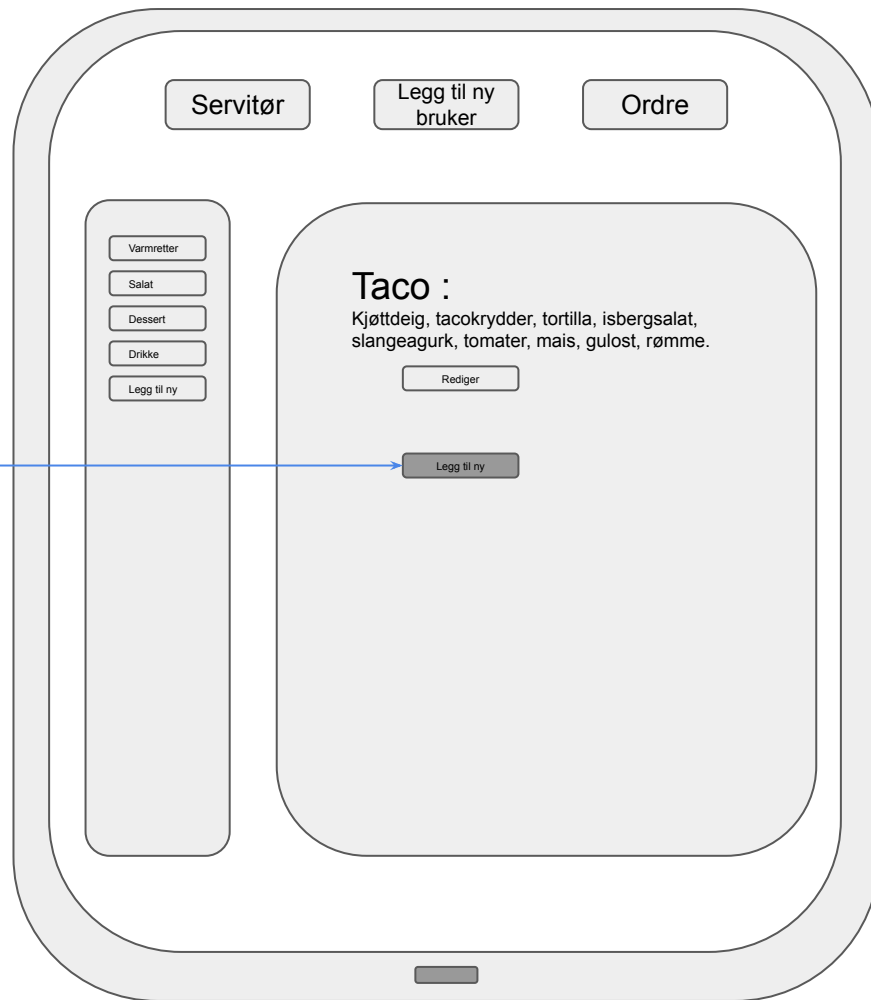 Servitør
Legg til ny
bruker
Ordre
Varmretter
Salat
Dessert
Drikke
Legg til ny
Taco :
Kjøttdeig, tacokrydder, tortilla, isbergsalat,
slangeagurk, tomater, mais, gulost, rømme.
Rediger
Legg til ny